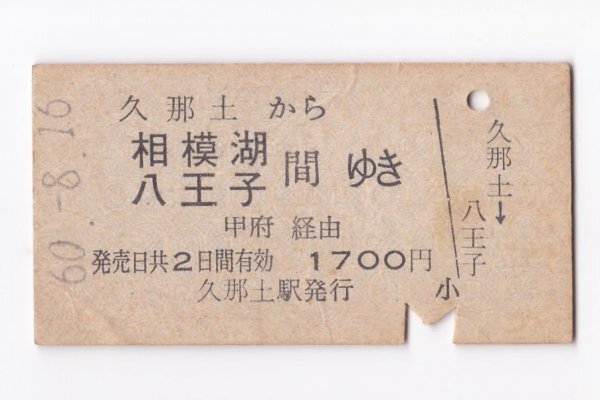 久那土から
相模湖
八王子
間ゆき
甲府 経由
発売日共2日間有効 1700円
久那土駅発行
小
久那土→
八王子
60.-8.16